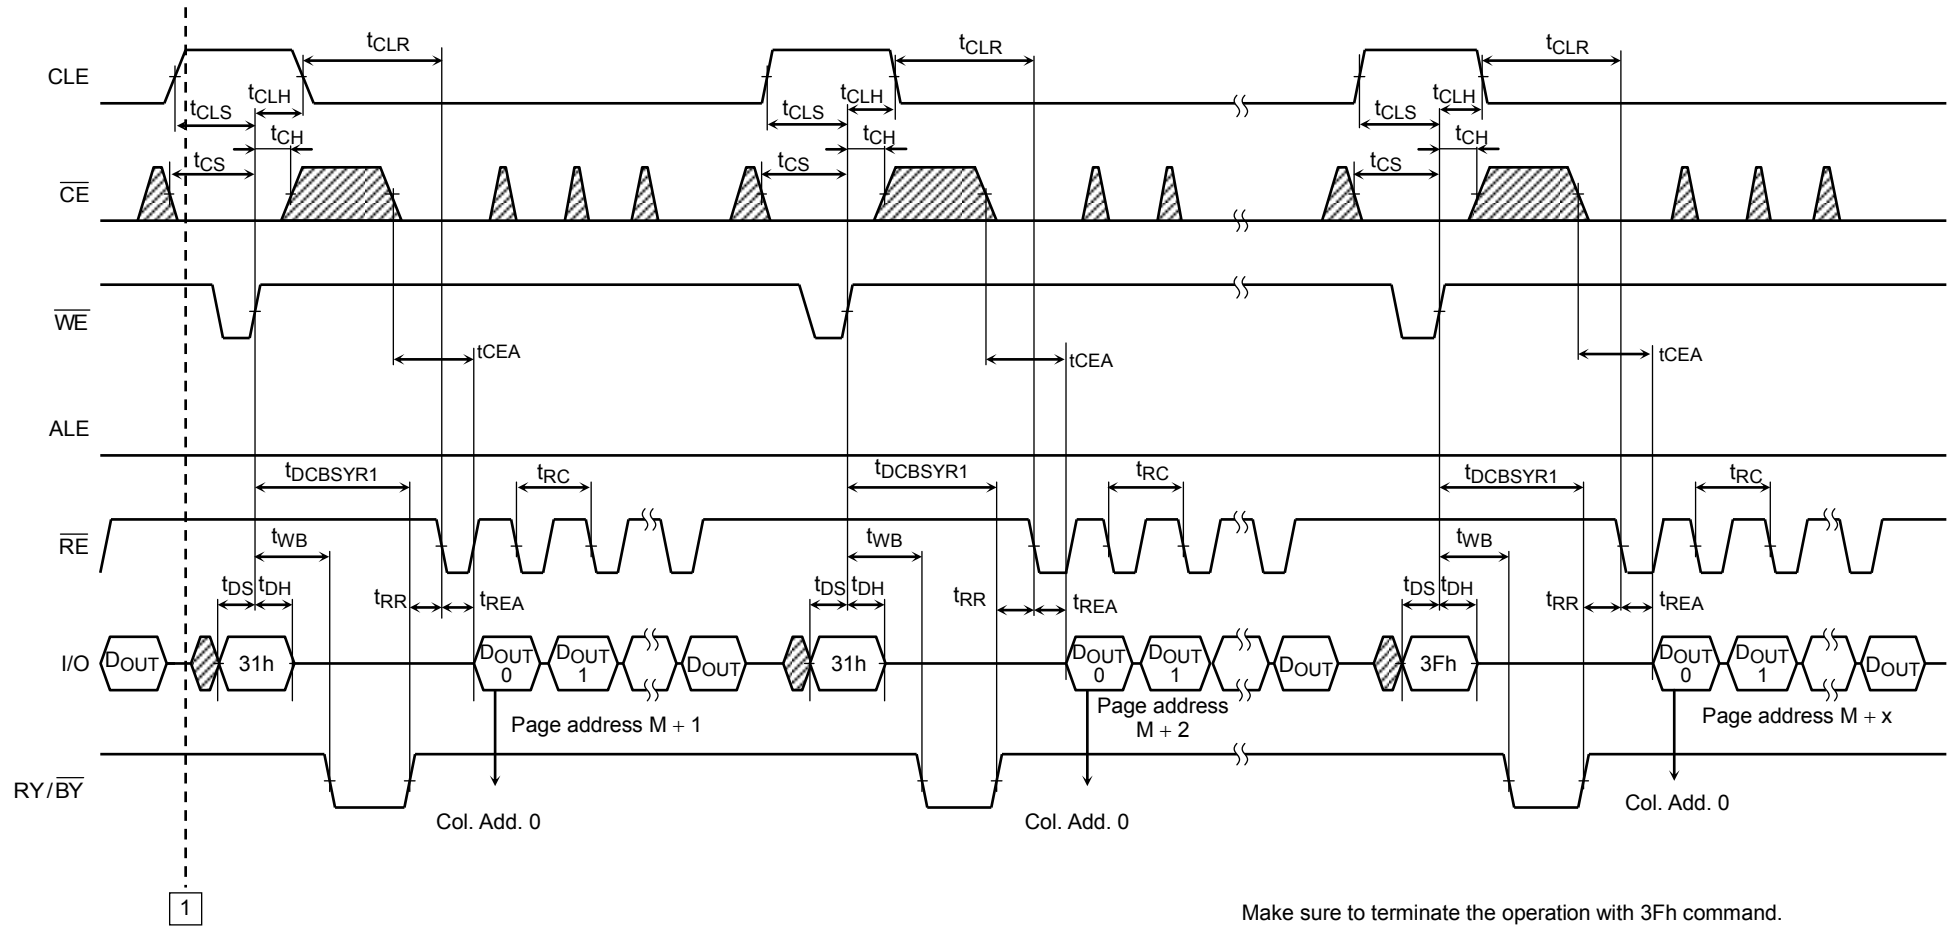 CLE
tCLR tCLR tCLR
tCLH tCLH tCLH
tCLS tCLS tCLS
tCH tCH tCH
tCS tCS tCS
CE
WE
tCEA tCEA tCEA
ALE
tDCBSYR1 tDCBSYR1 tDCBSYR1
tRC tRC tRC
RE
tWB tWB tWB
tDS tDH tDS tDH tDS tDH
tRR tREA tRR tREA tRR tREA
I/O DOUT 31h DOUT 0 DOUT 1 DOUT 31h DOUT 0 DOUT 1 DOUT 3Fh DOUT 0 DOUT 1 DOUT
Page address M + 1
Page address
M + 2
Page address M + x
RY/BY
Col. Add. 0
Col. Add. 0
Col. Add. 0
1
Make sure to terminate the operation with 3Fh command.